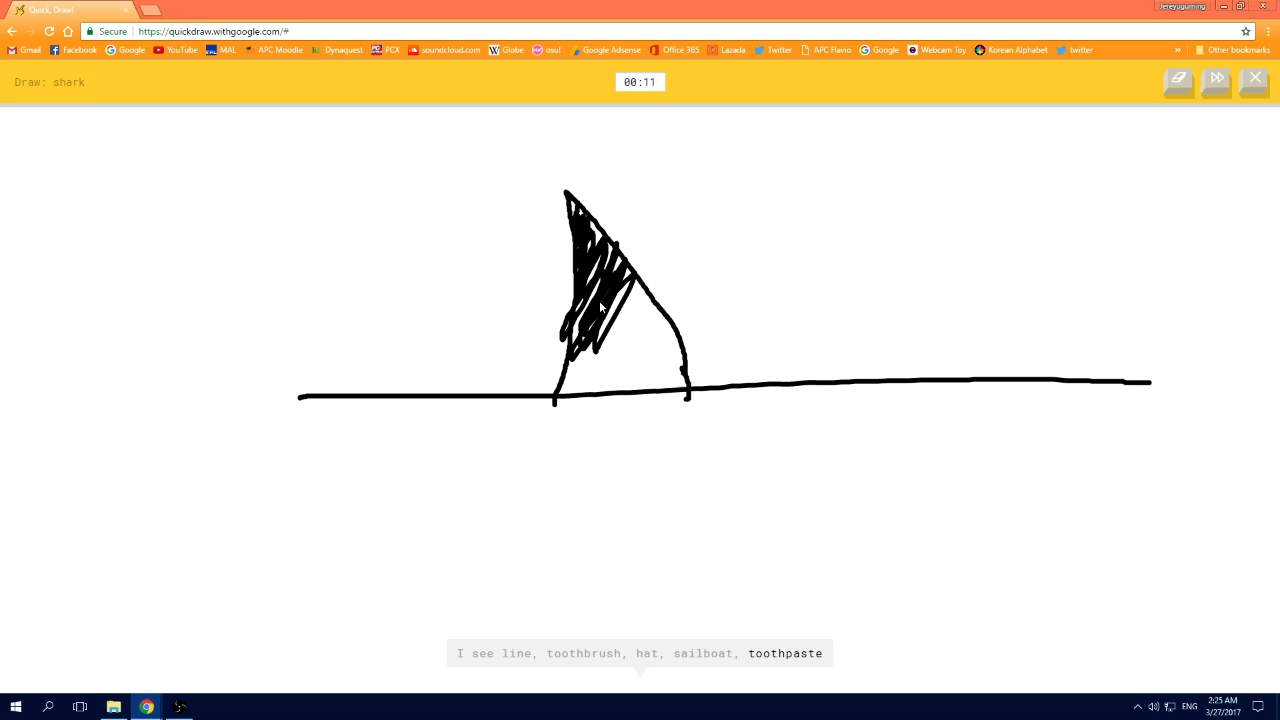 Quick, Draw!
Jereyuguming
Secure https://quickdraw.withgoogle.com/#
Gmail Facebook Google YouTube MAL APC Moodle Dynaquest PCX soundcloud.com Globe osu! Google Adsense Office 365 Lazada Twitter APC Flavio Google Webcam Toy Korean Alphabet twitter » Other bookmarks
Draw: shark
00:11
I see line, toothbrush, hat, sailboat, toothpaste
ENG
2:25 AM
3/27/2017